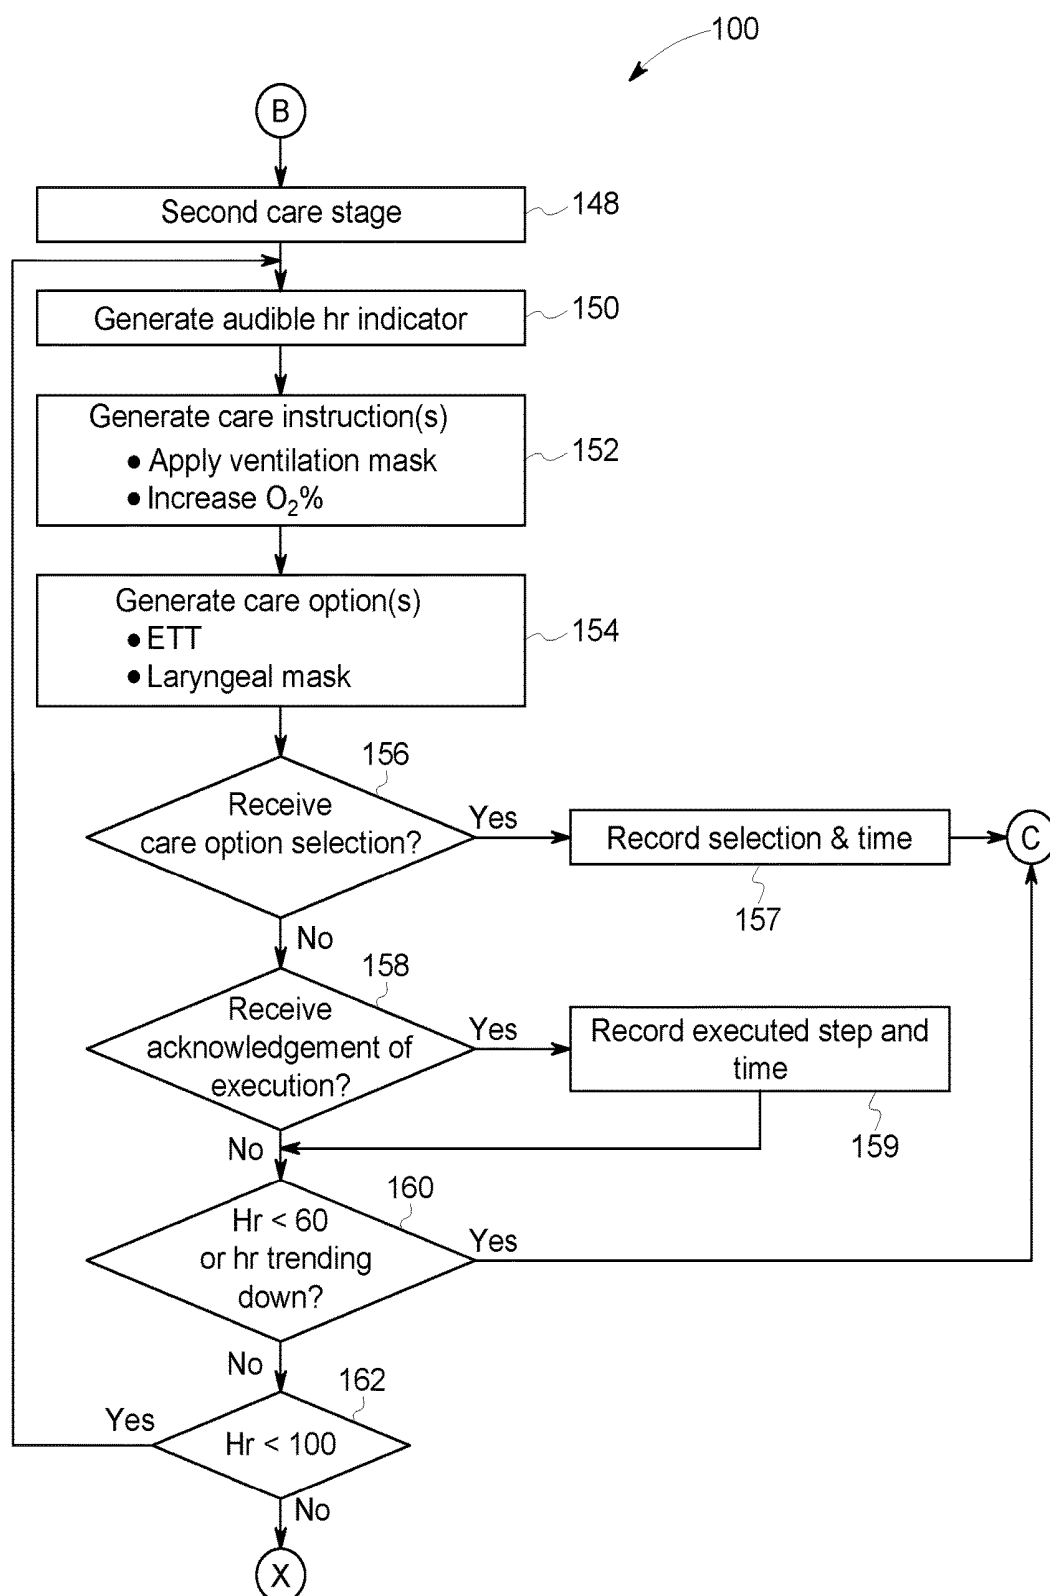 100
B
Second care stage
148
Generate audible hr indicator
150
Generate care instruction(s)
• Apply ventilation mask
• Increase O₂%
152
Generate care option(s)
• ETT
• Laryngeal mask
154
156
Receive
care option selection?
Yes
Record selection & time
157
C
No
158
Receive
acknowledgement of
execution?
Yes
Record executed step and
time
159
No
160
Hr < 60
or hr trending
down?
Yes
No
162
Hr < 100
Yes
No
X